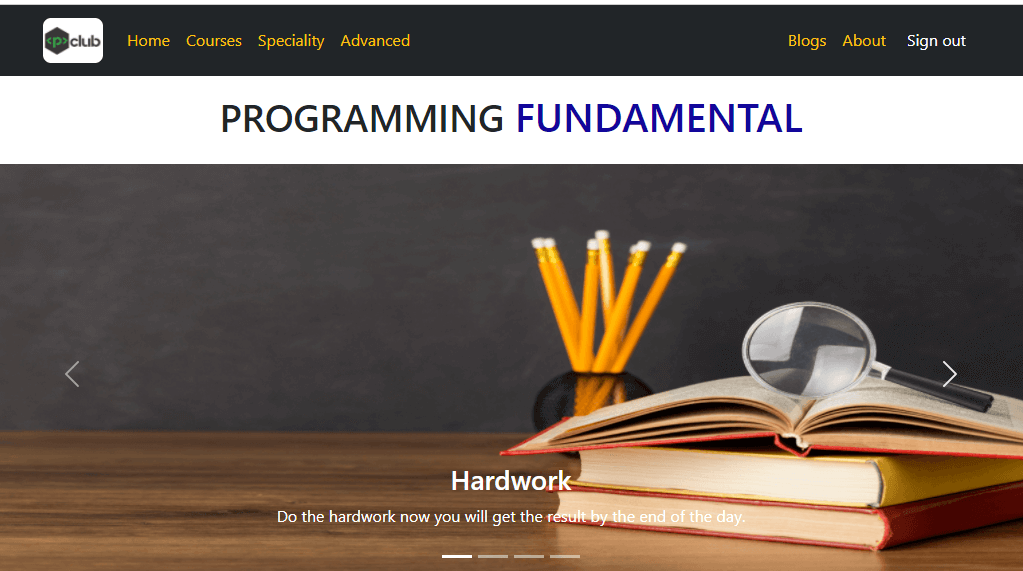 <p>club Home Courses Speciality Advanced Blogs About Sign out
PROGRAMMING FUNDAMENTAL
Hardwork
Do the hardwork now you will get the result by the end of the day.